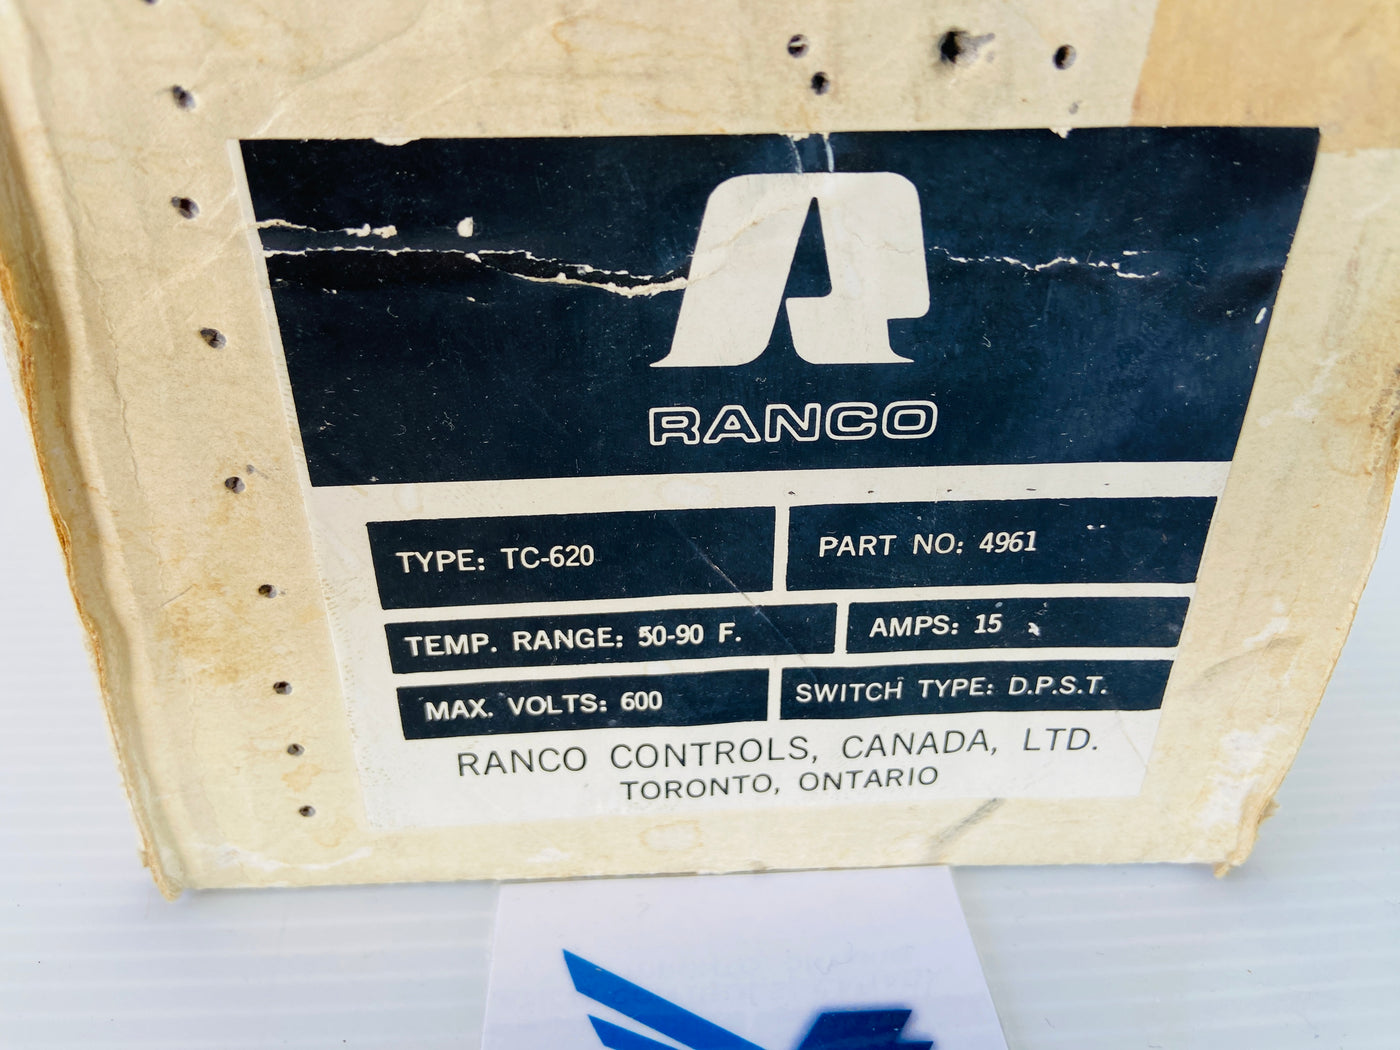 RANCO
TYPE: TC-620
PART NO: 4961
TEMP. RANGE: 50-90 F.
AMPS: 15
MAX. VOLTS: 600
SWITCH TYPE: D.P.S.T.
RANCO CONTROLS, CANADA, LTD.
TORONTO, ONTARIO